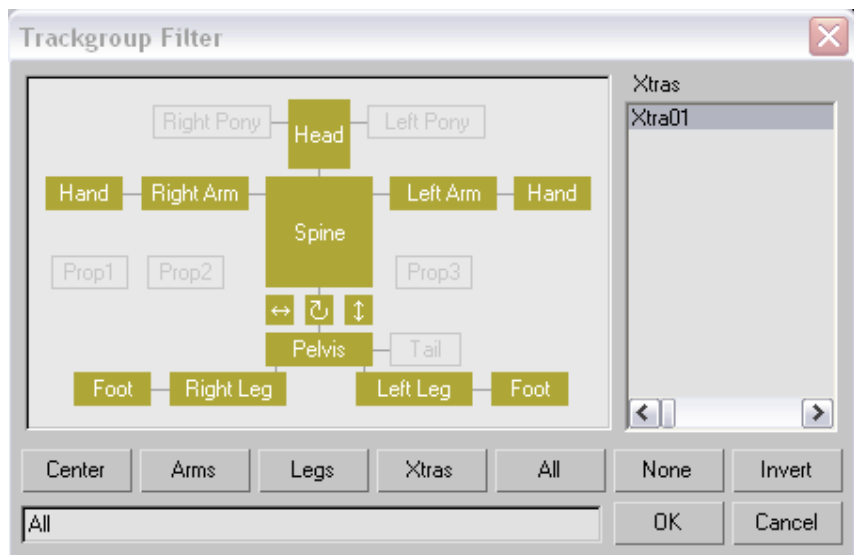 Trackgroup Filter
Xtras
Right Pony Head Left Pony
Xtra01
Hand Right Arm Left Arm Hand
Spine
Prop1 Prop2 Prop3
Pelvis Tail
Foot Right Leg Left Leg Foot
Center Arms Legs Xtras All None Invert
All OK Cancel